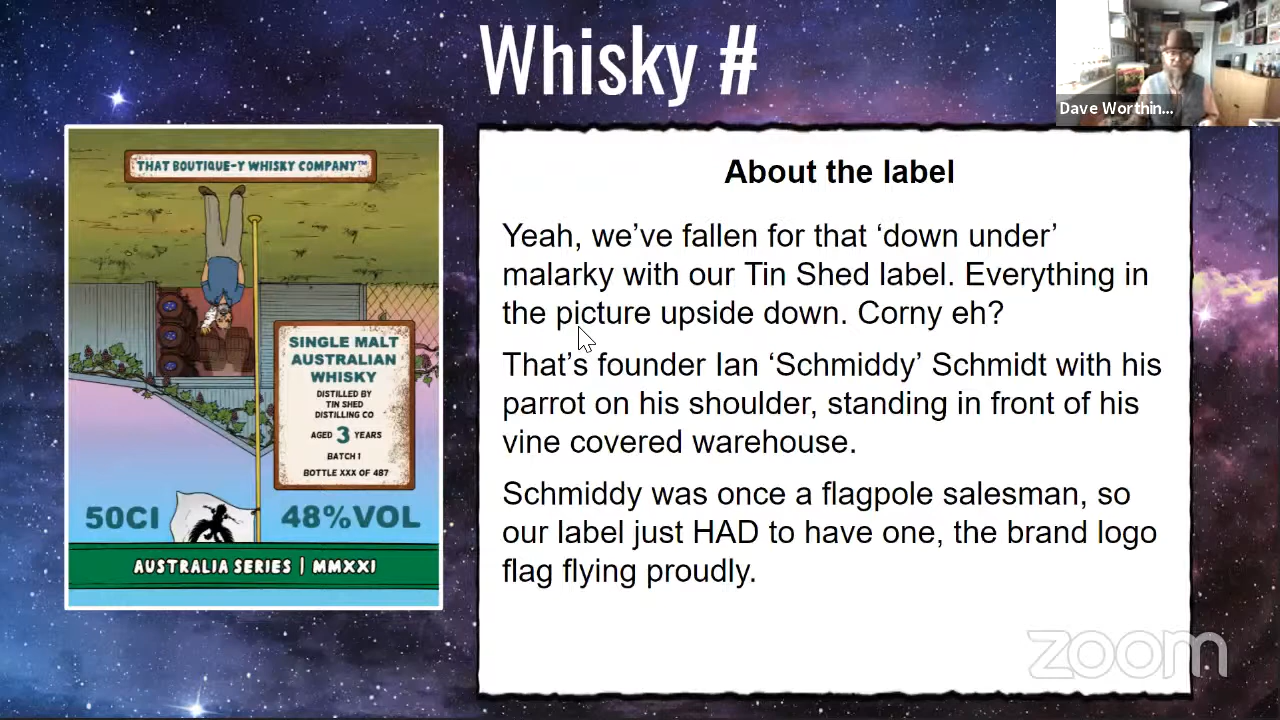 Whisky #
Dave Worthin...
THAT BOUTIQUE-Y WHISKY COMPANY™
SINGLE MALT
AUSTRALIAN
WHISKY
DISTILLED BY
TIN SHED
DISTILLING CO
AGED 3 YEARS
BATCH 1
BOTTLE XXX OF 487
50Cl
48%VOL
AUSTRALIA SERIES | MMXXI
About the label
Yeah, we’ve fallen for that ‘down under’
malarky with our Tin Shed label. Everything in
the picture upside down. Corny eh?
That’s founder Ian ‘Schmiddy’ Schmidt with his
parrot on his shoulder, standing in front of his
vine covered warehouse.
Schmiddy was once a flagpole salesman, so
our label just HAD to have one, the brand logo
flag flying proudly.
zoom